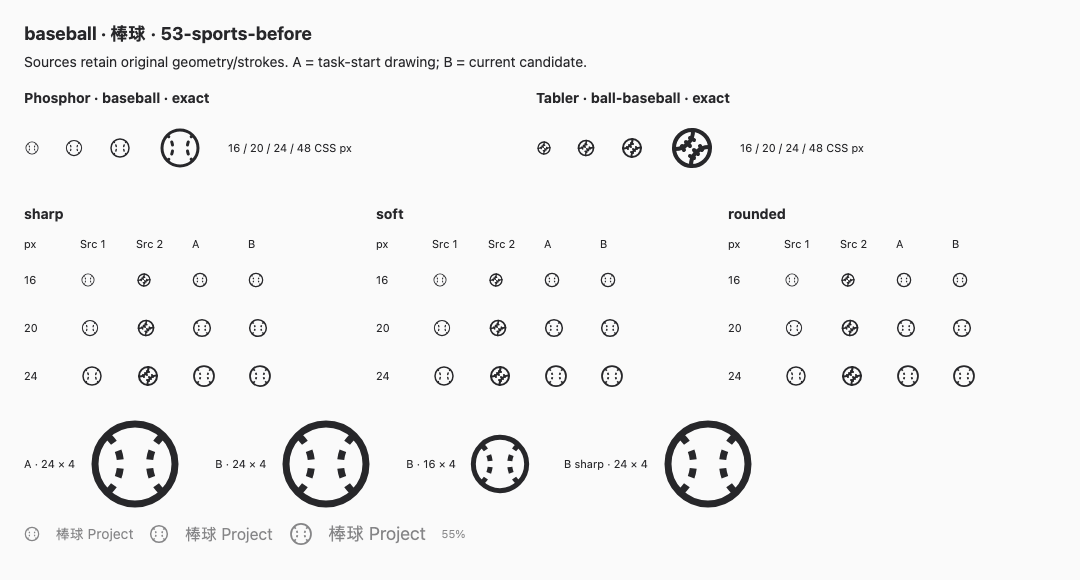 baseball · 棒球 · 53-sports-before
Sources retain original geometry/strokes. A = task-start drawing; B = current candidate.
Phosphor · baseball · exact
Tabler · ball-baseball · exact
16 / 20 / 24 / 48 CSS px
16 / 20 / 24 / 48 CSS px
sharp
soft
rounded
px Src 1 Src 2 A B
px Src 1 Src 2 A B
px Src 1 Src 2 A B
16
16
16
20
20
20
24
24
24
A · 24 × 4
B · 24 × 4
B · 16 × 4
B sharp · 24 × 4
棒球 Project
棒球 Project
棒球 Project
55%